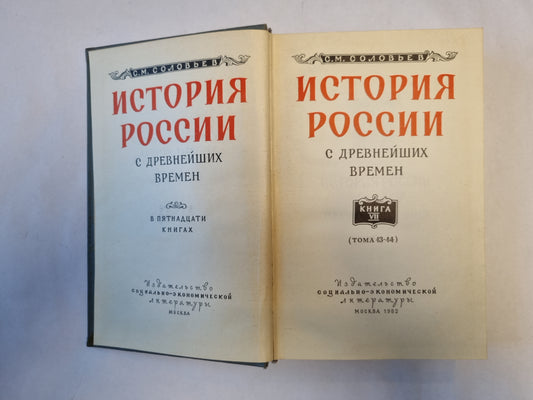 С.М. СОЛОВЬЕВ
ИСТОРИЯ
РОССИИ
С ДРЕВНЕЙШИХ
ВРЕМЕН
В ПЯТНАДЦАТИ
КНИГАХ
Издательство
социально-экономической
литературы
МОСКВА
С.М. СОЛОВЬЕВ
ИСТОРИЯ
РОССИИ
С ДРЕВНЕЙШИХ
ВРЕМЕН
КНИГА
VII
(ТОМА 13-14)
Издательство
социально-экономической
литературы
МОСКВА 1962